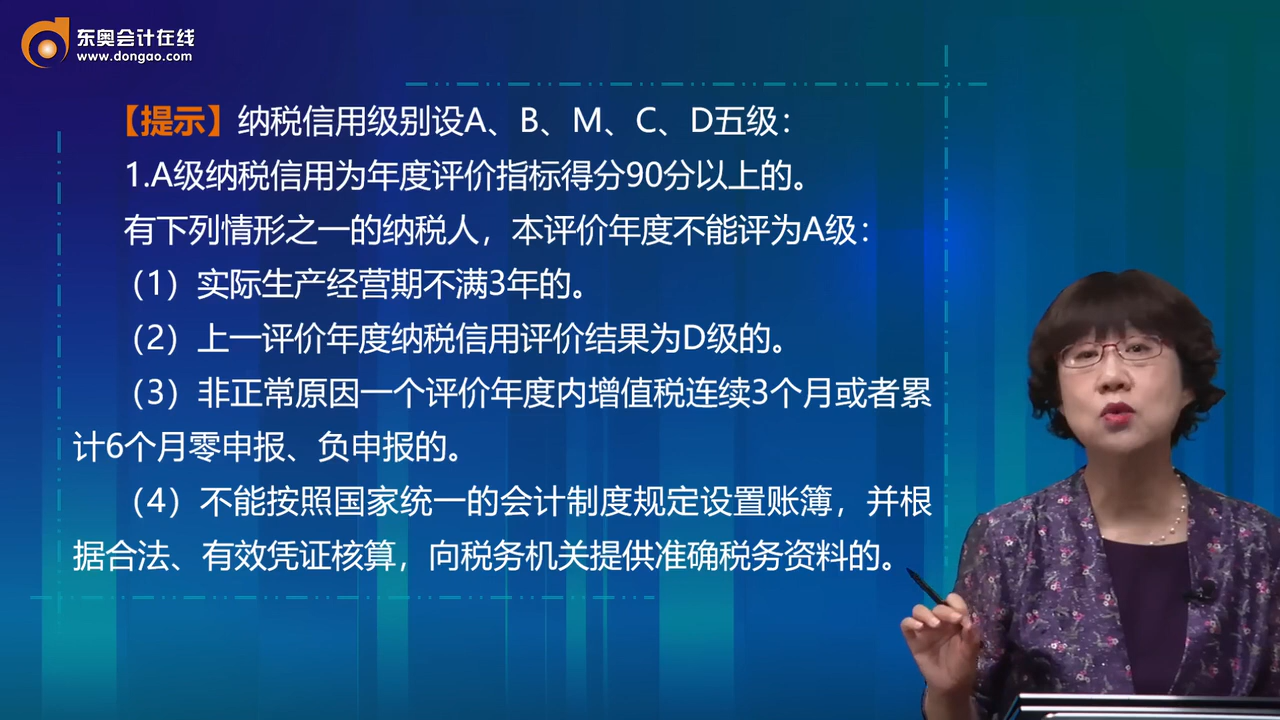 东奥会计在线
www.dongao.com
【提示】纳税信用级别设A、B、M、C、D五级：
1.A级纳税信用为年度评价指标得分90分以上的。
有下列情形之一的纳税人，本评价年度不能评为A级：
（1）实际生产经营期不满3年的。
（2）上一评价年度纳税信用评价结果为D级的。
（3）非正常原因一个评价年度内增值税连续3个月或者累
计6个月零申报、负申报的。
（4）不能按照国家统一的会计制度规定设置账簿，并根
据合法、有效凭证核算，向税务机关提供准确税务资料的。